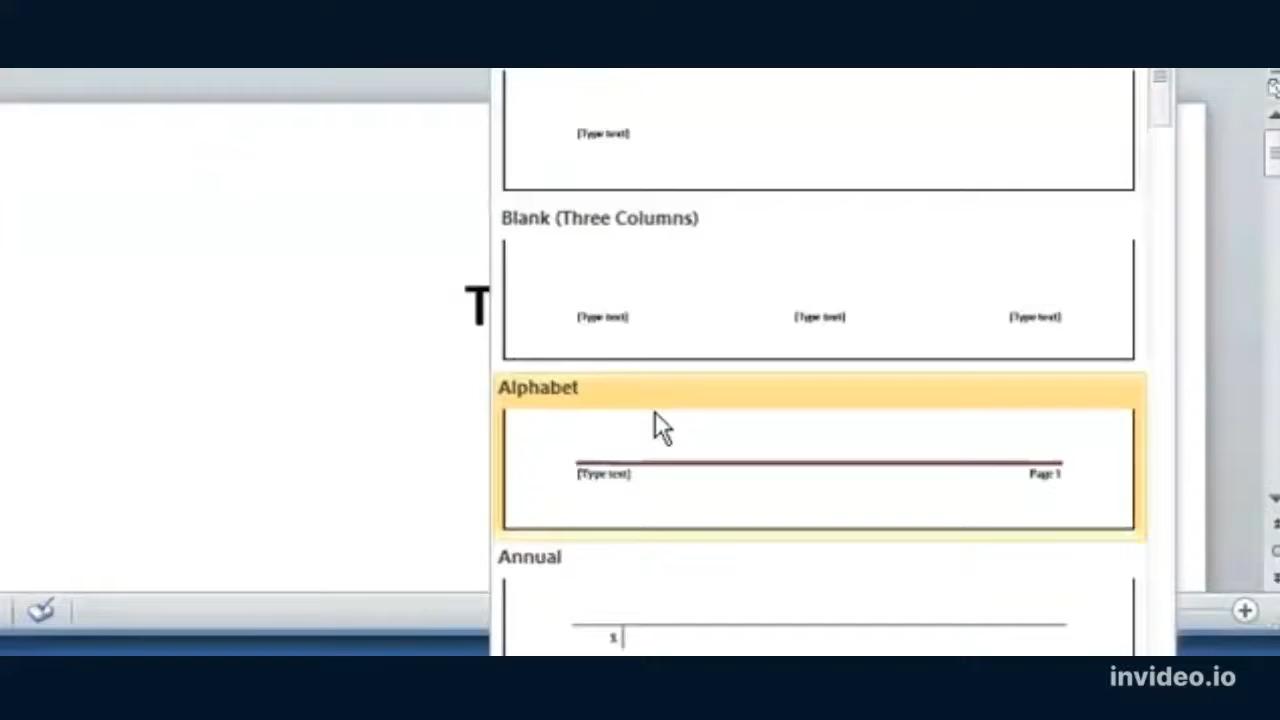 [Type text]
Blank (Three Columns)
T
[Type text] [Type text] [Type text]
Alphabet
[Type text] Page 1
Annual
invideo.io